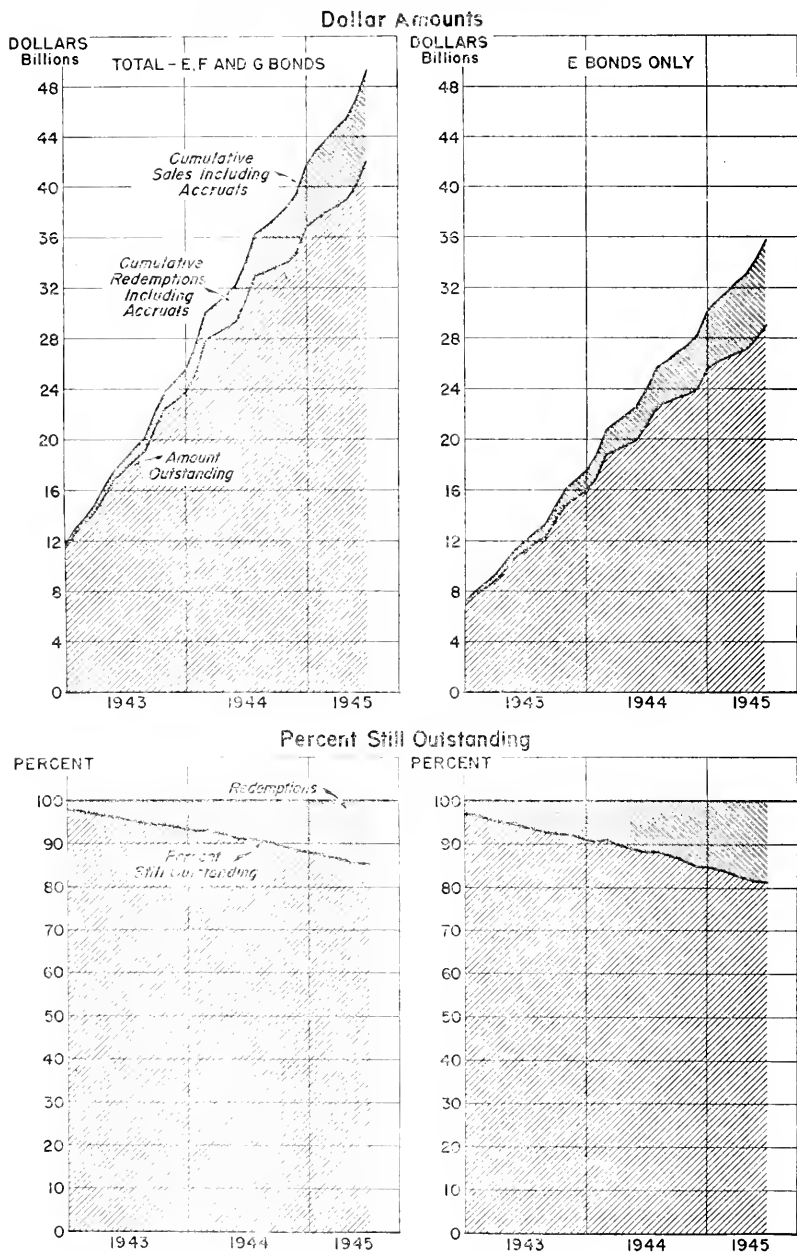 Dollar Amounts
DOLLARS
Billions
TOTAL - E, F AND G BONDS
48
44
40
36
32
28
24
20
16
12
8
4
0
Cumulative
Sales Including
Accruals
Cumulative
Redemptions
Including
Accruals
Amount
Outstanding
1943
1944
1945
DOLLARS
Billions
E BONDS ONLY
48
44
40
36
32
28
24
20
16
12
8
4
0
1943
1944
1945
Percent Still Outstanding
PERCENT
100
90
80
70
60
50
40
30
20
10
0
Redemptions
Percent
Still Outstanding
1943
1944
1945
PERCENT
100
90
80
70
60
50
40
30
20
10
0
1943
1944
1945